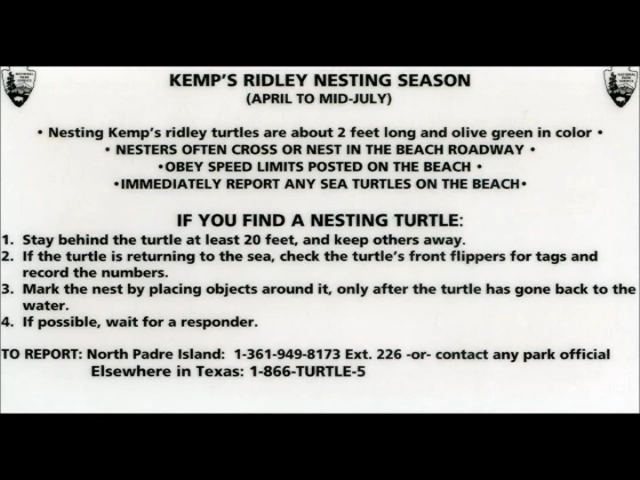 KEMP'S RIDLEY NESTING SEASON
(APRIL TO MID-JULY)
• Nesting Kemp's ridley turtles are about 2 feet long and olive green in color •
• NESTERS OFTEN CROSS OR NEST IN THE BEACH ROADWAY •
•OBEY SPEED LIMITS POSTED ON THE BEACH •
•IMMEDIATELY REPORT ANY SEA TURTLES ON THE BEACH•
IF YOU FIND A NESTING TURTLE:
1. Stay behind the turtle at least 20 feet, and keep others away.
2. If the turtle is returning to the sea, check the turtle's front flippers for tags and
record the numbers.
3. Mark the nest by placing objects around it, only after the turtle has gone back to the
water.
4. If possible, wait for a responder.
TO REPORT: North Padre Island: 1-361-949-8173 Ext. 226 -or- contact any park official
Elsewhere in Texas: 1-866-TURTLE-5